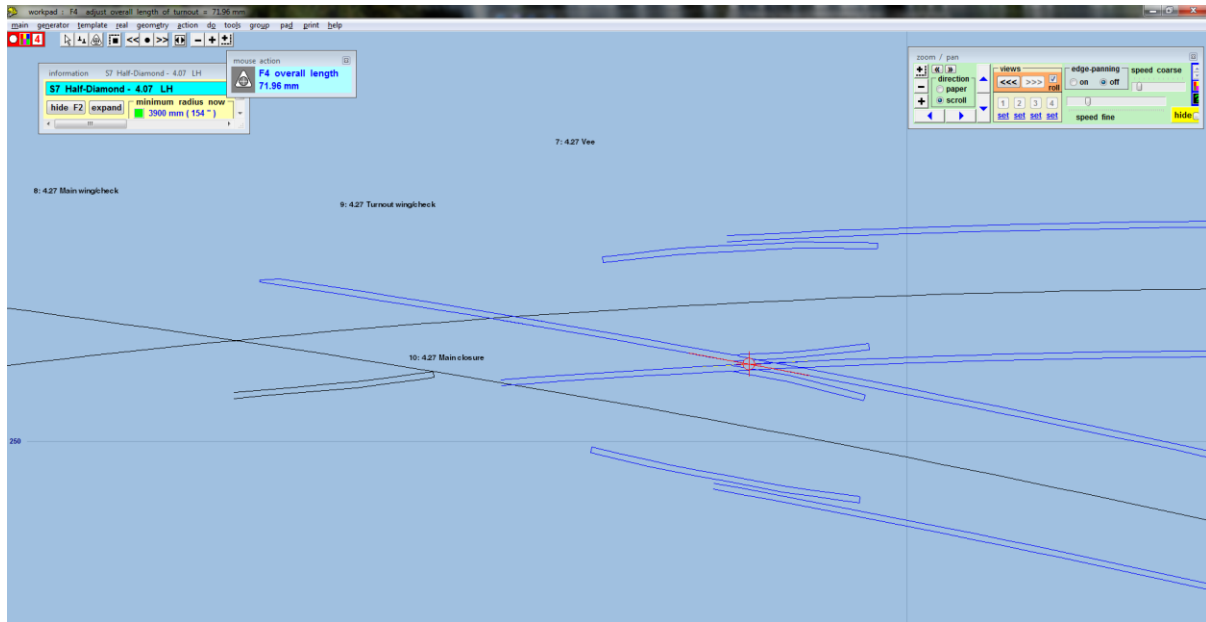 workpad : F4 adjust overall length of turnout = 71.96 mm
main generator template real geometry action do tools group pad print help
4
<< >>
mouse action
F4 overall length
71.96 mm
information S7 Half-Diamond - 4.07 LH
S7 Half-Diamond - 4.07 LH
hide F2 expand
minimum radius now
3900 mm ( 154 " )
zoom / pan
direction
paper
scroll
views
<<< >>> roll
1 2 3 4
set set set set
edge-panning
on off
speed coarse
speed fine
hide
7: 4.27 Vee
8: 4.27 Main wing/check
9: 4.27 Turnout wing/check
10: 4.27 Main closure
250